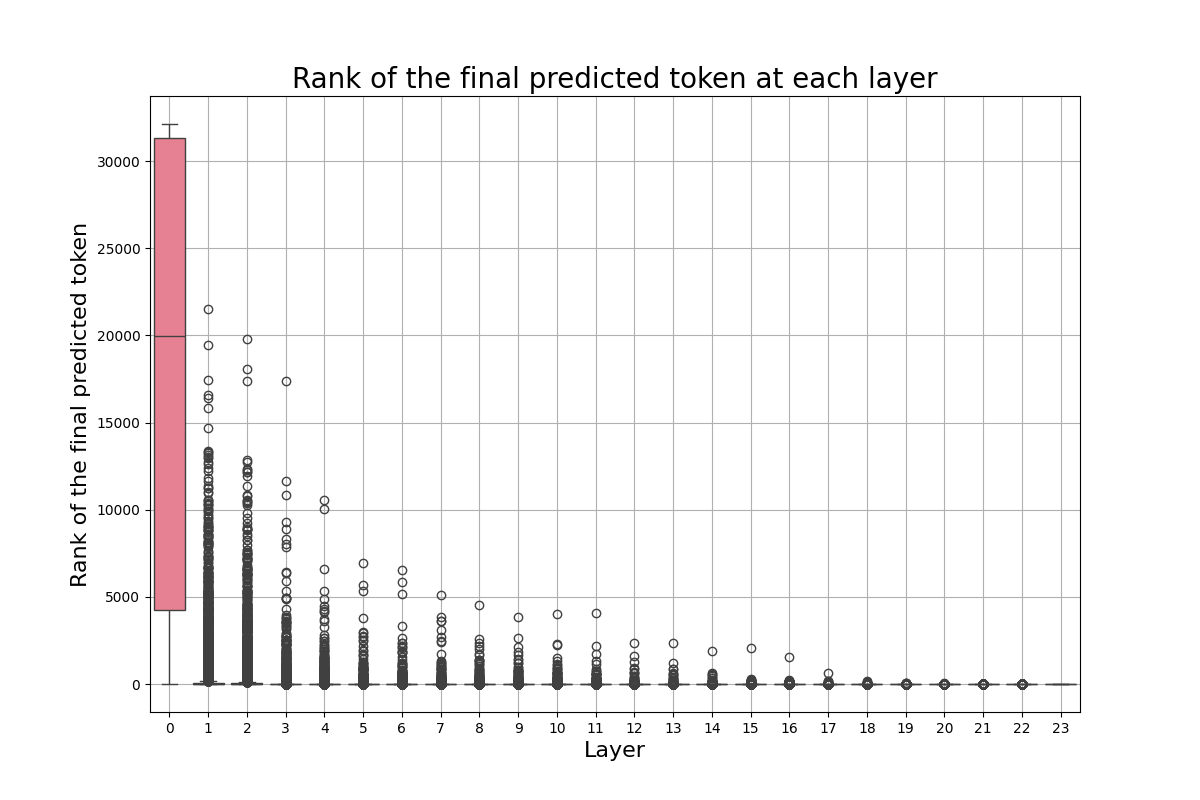 Rank of the final predicted token at each layer
Rank of the final predicted token
30000
25000
20000
15000
10000
5000
0
0 1 2 3 4 5 6 7 8 9 10 11 12 13 14 15 16 17 18 19 20 21 22 23
Layer